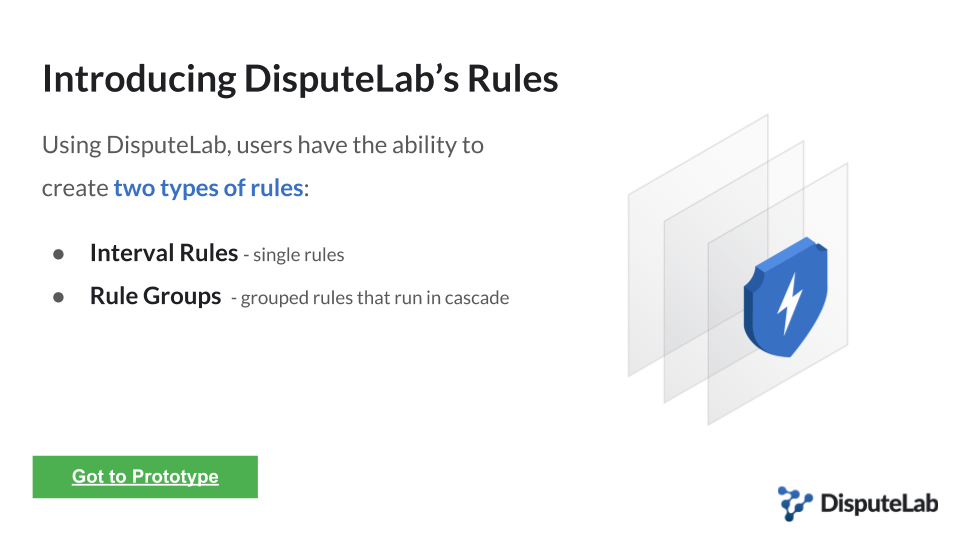 Introducing DisputeLab’s Rules
Using DisputeLab, users have the ability to
create two types of rules:
● Interval Rules - single rules
● Rule Groups - grouped rules that run in cascade
Got to Prototype
DisputeLab